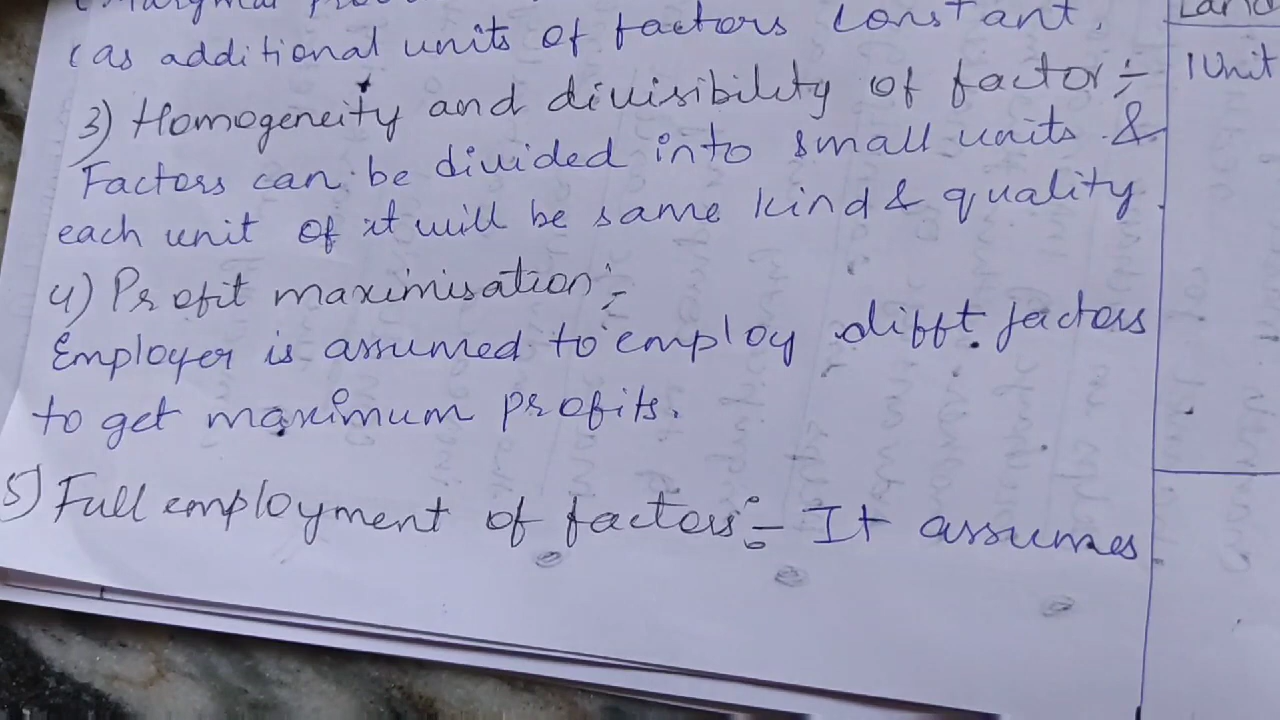 (as additional units of factors constant.
3) Homogeneity and divisibility of factor :-
Factors can be divided into small units &
each unit of it will be same kind & quality.
4) Profit maximisation :-
Employer is assumed to employ difft. factors
to get maximum profits.
5) Full employment of factors :- It assumes
Land
1 Unit